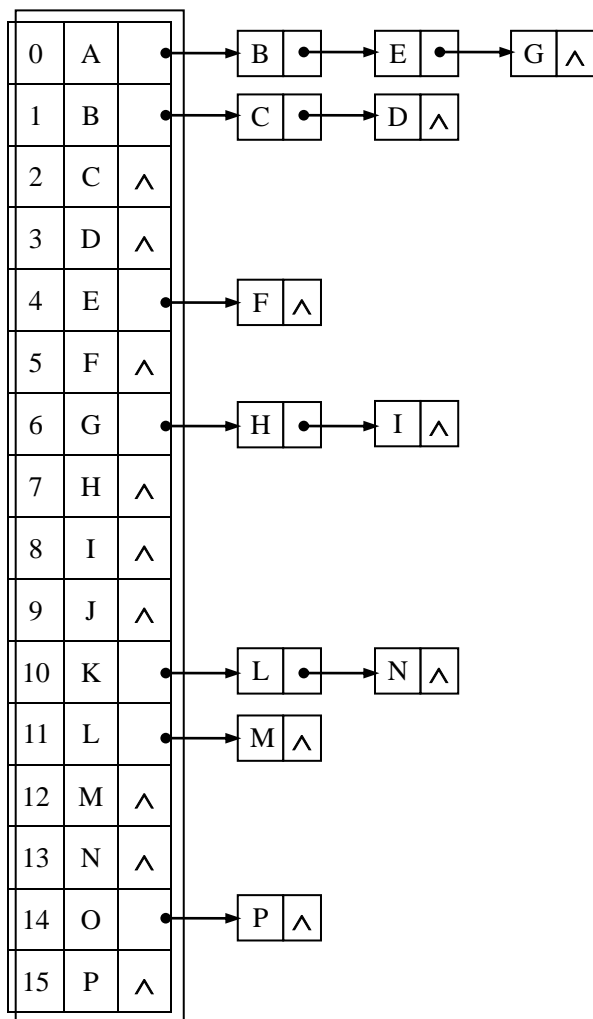 0 A B E G ∧
1 B C D ∧
2 C ∧
3 D ∧
4 E F ∧
5 F ∧
6 G H I ∧
7 H ∧
8 I ∧
9 J ∧
10 K L N ∧
11 L M ∧
12 M ∧
13 N ∧
14 O P ∧
15 P ∧